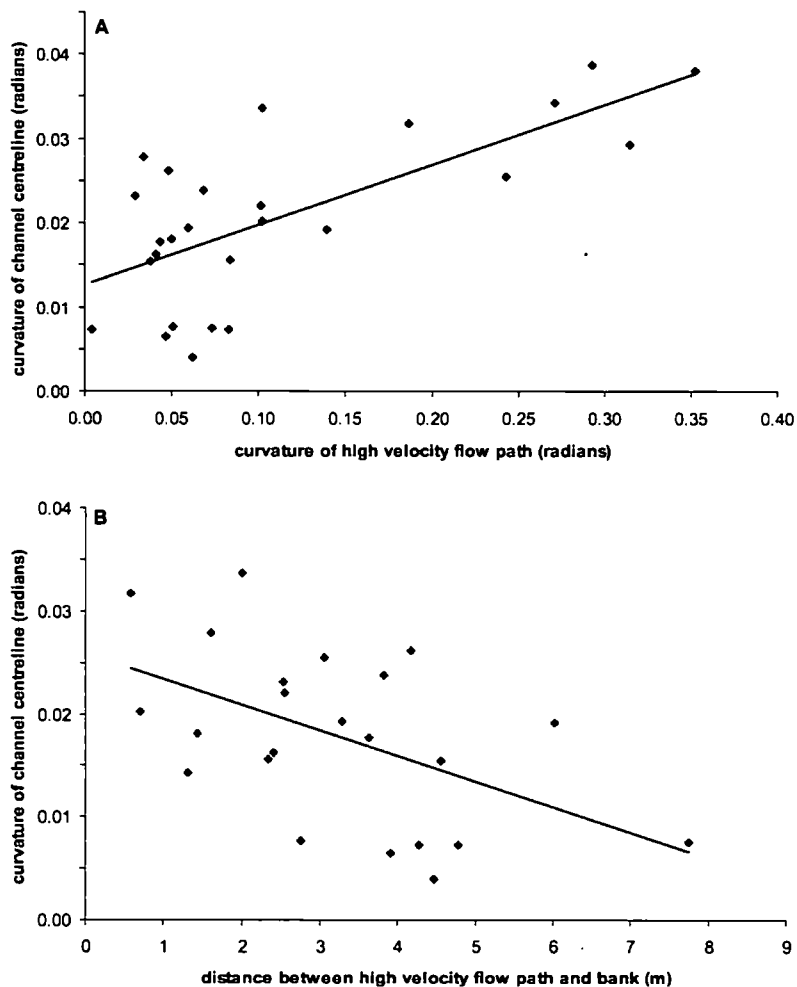 A
curvature of channel centreline (radians)
0.04
0.03
0.02
0.01
0.00
0.00 0.05 0.10 0.15 0.20 0.25 0.30 0.35 0.40
curvature of high velocity flow path (radians)
B
curvature of channel centreline (radians)
0.04
0.03
0.02
0.01
0.00
0 1 2 3 4 5 6 7 8 9
distance between high velocity flow path and bank (m)